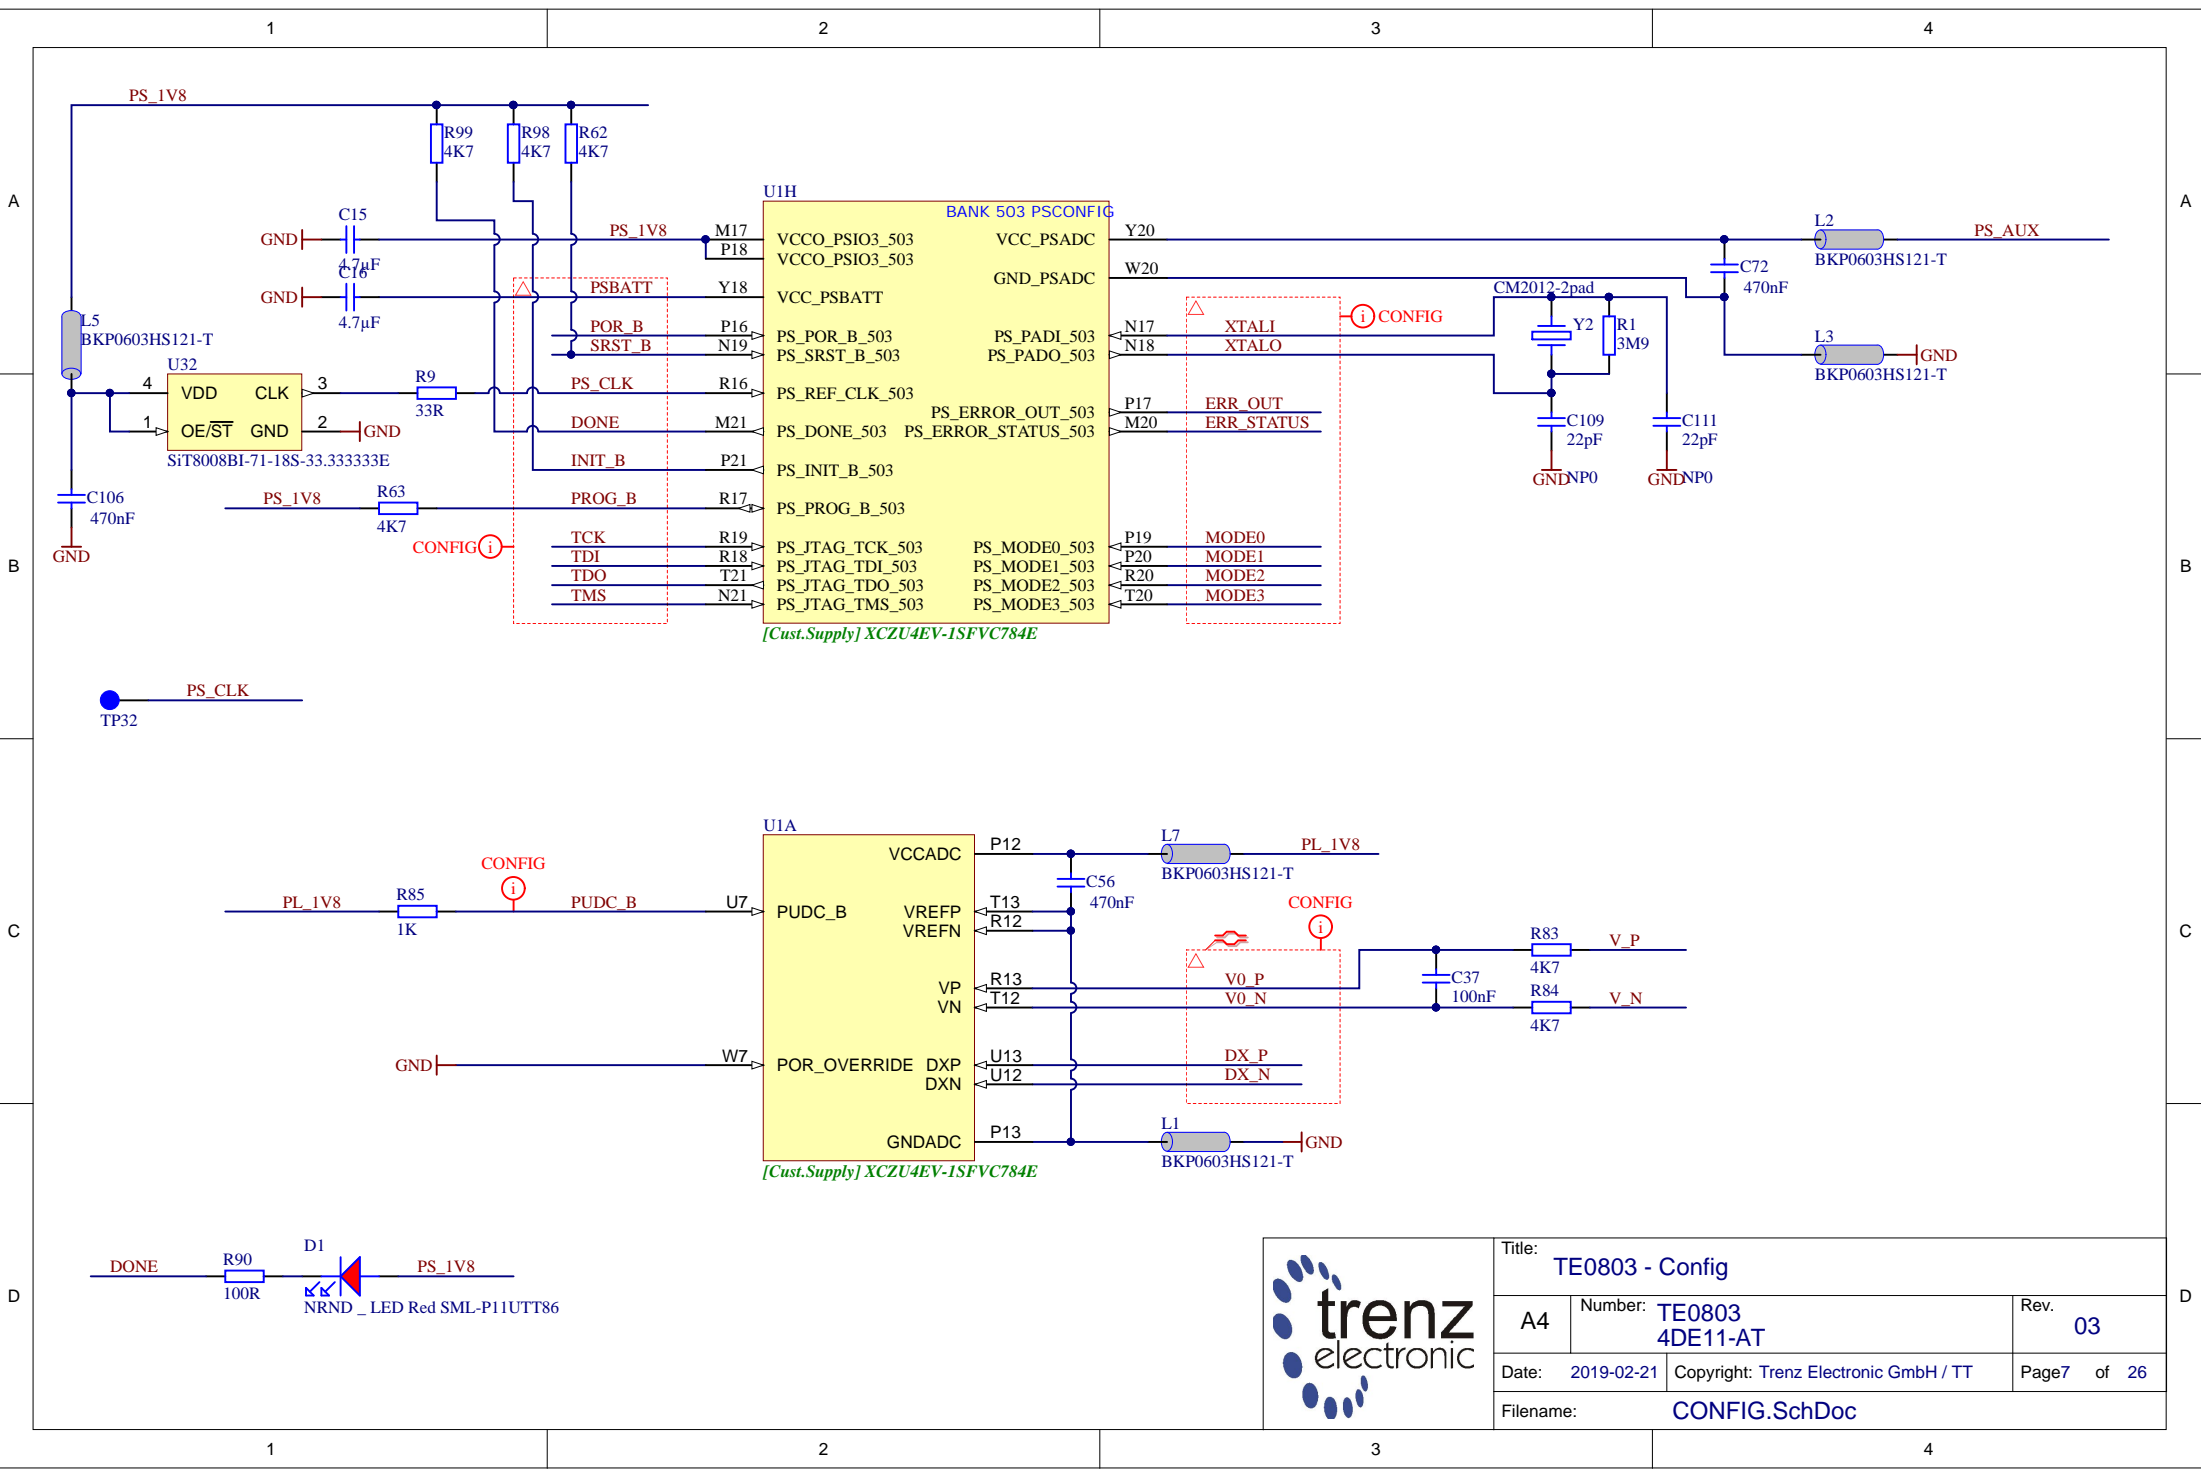 1
2
3
4
A
A
PS_1V8
R99
4K7
R98
4K7
R62
4K7
U1H
BANK 503 PSCONFIG
C15
GND
4.7µF
PS_1V8
M17
P18
VCCO_PSIO3_503
VCCO_PSIO3_503
VCC_PSADC
Y20
L2
BKP0603HS121-T
PS_AUX
C16
GND
4.7µF
PSBATT
Y18
VCC_PSBATT
GND_PSADC
W20
C72
470nF
L5
BKP0603HS121-T
POR_B
P16
PS_POR_B_503
SRST_B
N19
PS_SRST_B_503
PS_PADI_503
N17
XTALI
PS_PADO_503
N18
XTALO
i CONFIG
CM2012-2pad
Y2
R1
3M9
L3
GND
BKP0603HS121-T
U32
4
VDD
CLK
3
1
OE/ST
GND
2
GND
SiT8008BI-71-18S-33.333333E
R9
33R
PS_CLK
R16
PS_REF_CLK_503
DONE
M21
PS_DONE_503
PS_ERROR_OUT_503
P17
ERR_OUT
PS_ERROR_STATUS_503
M20
ERR_STATUS
C109
22pF
GND
NP0
C111
22pF
GND
NP0
INIT_B
P21
PS_INIT_B_503
C106
470nF
GND
PS_1V8
R63
4K7
PROG_B
R17
PS_PROG_B_503
CONFIG i
TCK
R19
PS_JTAG_TCK_503
TDI
R18
PS_JTAG_TDI_503
TDO
T21
PS_JTAG_TDO_503
TMS
N21
PS_JTAG_TMS_503
PS_MODE0_503
P19
MODE0
PS_MODE1_503
P20
MODE1
PS_MODE2_503
R20
MODE2
PS_MODE3_503
T20
MODE3
[Cust.Supply] XCZU4EV-1SFVC784E
B
B
PS_CLK
TP32
U1A
PL_1V8
R85
1K
CONFIG
i
PUDC_B
U7
PUDC_B
VCCADC
P12
L7
BKP0603HS121-T
PL_1V8
C56
470nF
VREFP
T13
VREFN
R12
CONFIG
i
VP
R13
V0_P
VN
T12
V0_N
C37
100nF
R83
4K7
V_P
R84
4K7
V_N
GND
W7
POR_OVERRIDE
DXP
U13
DX_P
DXN
U12
DX_N
GNDADC
P13
L1
GND
BKP0603HS121-T
[Cust.Supply] XCZU4EV-1SFVC784E
C
C
DONE
R90
100R
D1
PS_1V8
NRND _ LED Red SML-P11UTT86
D
D
trenz
electronic
Title:
TE0803 - Config
A4
Number:
TE0803
4DE11-AT
Rev.
03
Date: 2019-02-21
Copyright: Trenz Electronic GmbH / TT
Page7 of 26
Filename:
CONFIG.SchDoc
1
2
3
4